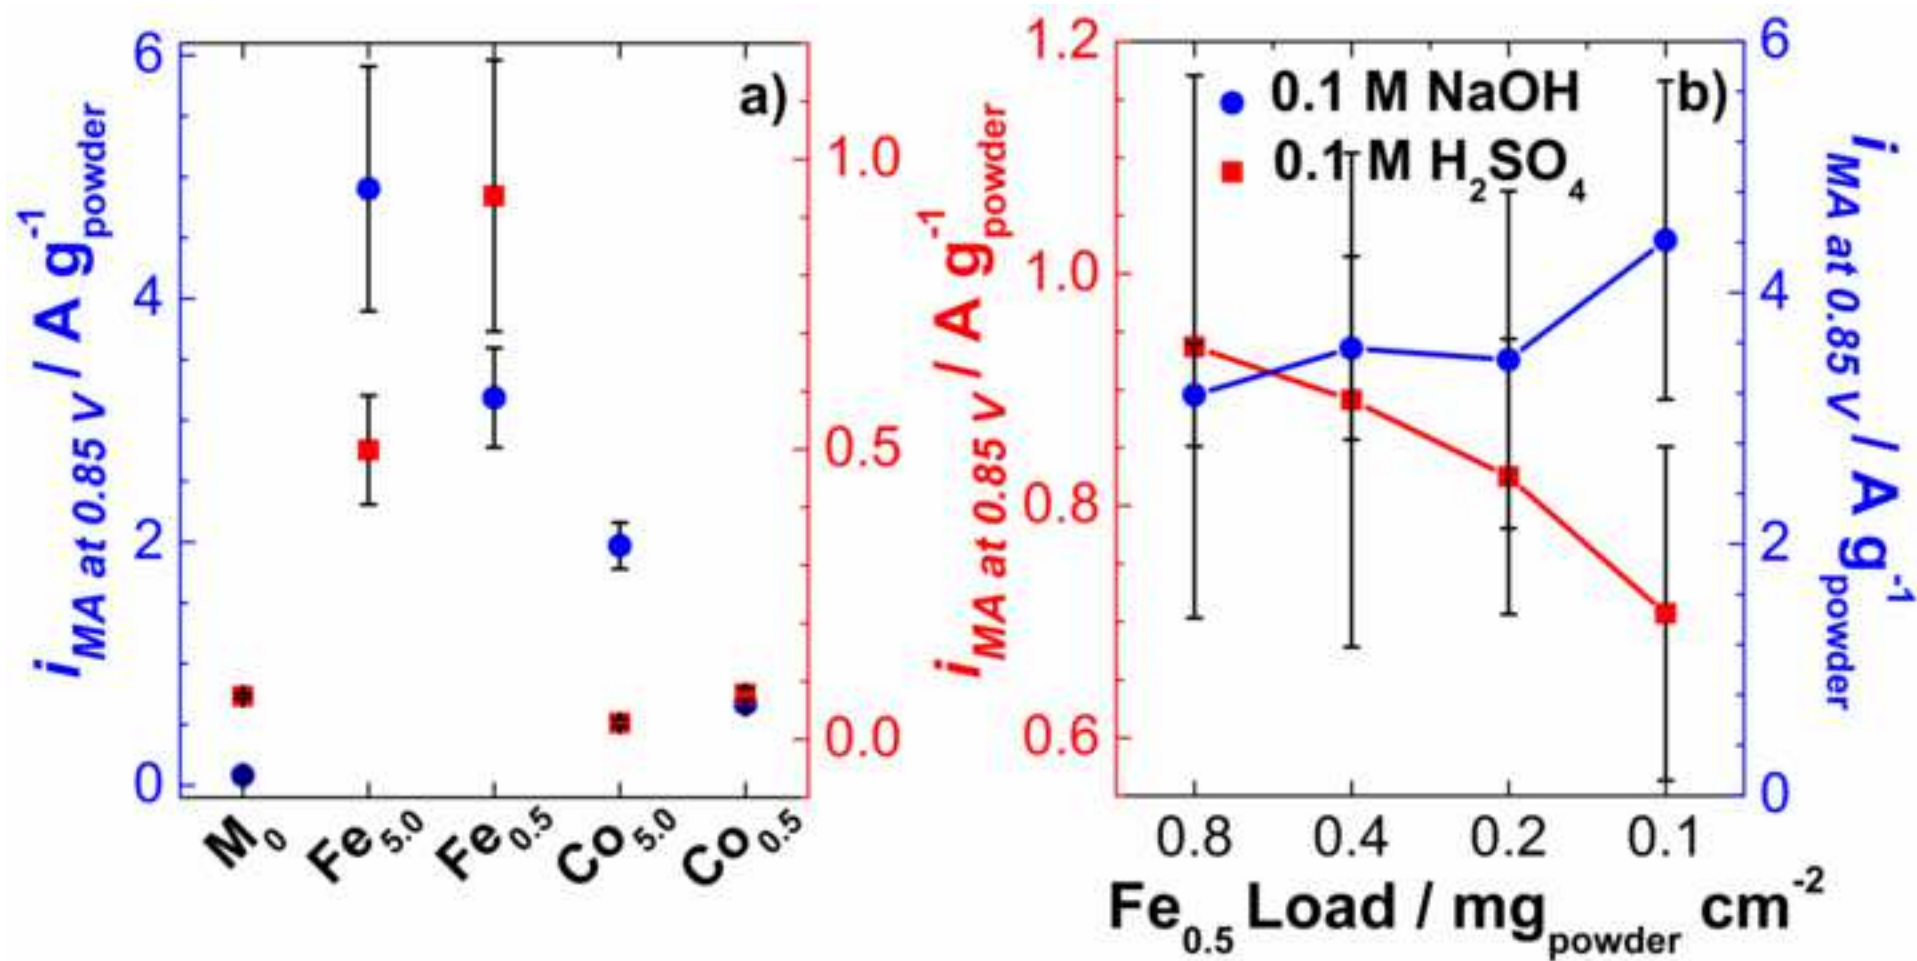 a)
i MA at 0.85 V / A g-1 powder
6
4
2
0
M0
Fe5.0
Fe0.5
Co5.0
Co0.5
1.0
0.5
0.0
i MA at 0.85 V / A g-1 powder
b)
0.1 M NaOH
0.1 M H2SO4
1.2
1.0
0.8
0.6
i MA at 0.85 V / A g-1 powder
6
4
2
0
0.8 0.4 0.2 0.1
Fe0.5 Load / mgpowder cm-2